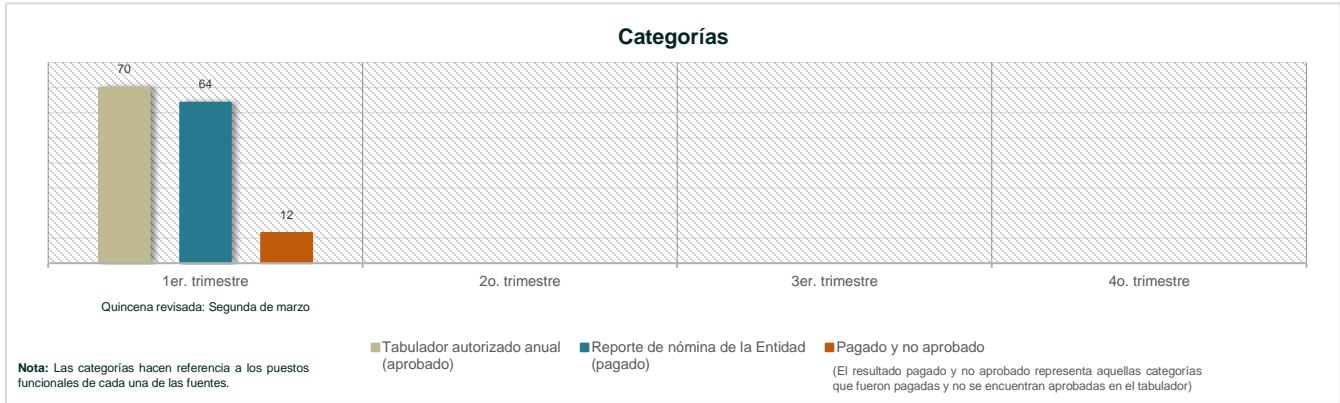 Categorías
70
64
12
1er. trimestre
2o. trimestre
3er. trimestre
4o. trimestre
Quincena revisada: Segunda de marzo
Tabulador autorizado anual
(aprobado)
Reporte de nómina de la Entidad
(pagado)
Pagado y no aprobado
(El resultado pagado y no aprobado representa aquellas categorías
que fueron pagadas y no se encuentran aprobadas en el tabulador)
Nota: Las categorías hacen referencia a los puestos
funcionales de cada una de las fuentes.